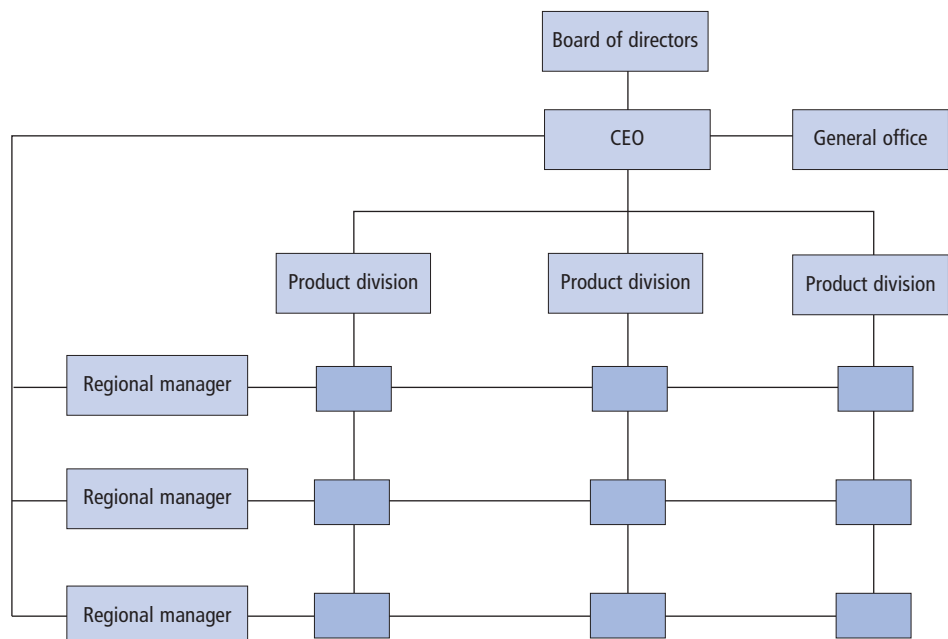 Board of directors
CEO
General office
Product division
Product division
Product division
Regional manager
Regional manager
Regional manager